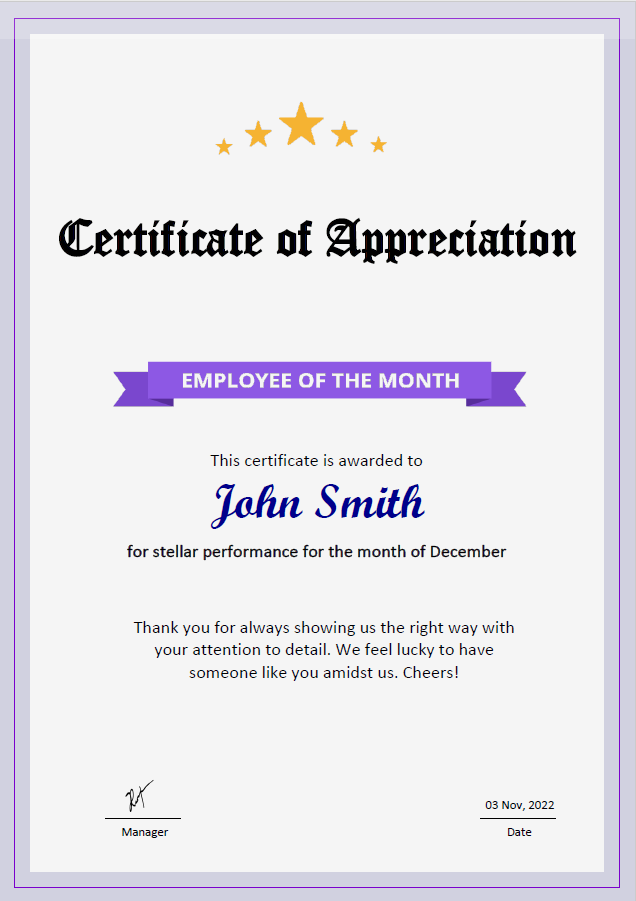 Certificate of Appreciation
EMPLOYEE OF THE MONTH
This certificate is awarded to
John Smith
for stellar performance for the month of December
Thank you for always showing us the right way with
your attention to detail. We feel lucky to have
someone like you amidst us. Cheers!
03 Nov, 2022
Manager
Date